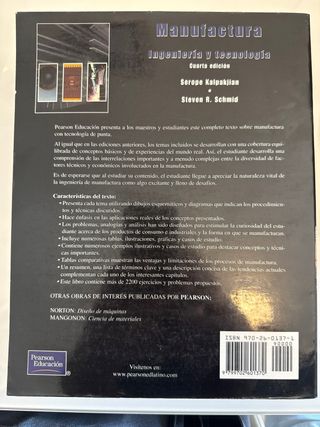 Manufactura
Ingeniería y tecnología
Cuarta edición
Serope Kalpakjian
e
Steven R. Schmid
Pearson Educación presenta a los maestros y estudiantes este completo texto sobre manufactura
con tecnología de punta.
Al igual que en las ediciones anteriores, los temas incluidos se desarrollan con una cobertura equi-
librada de conceptos básicos y de experiencias del mundo real. Así, el estudiante desarrollará una
comprensión de las interrelaciones importantes y a menudo complejas entre la diversidad de fac-
tores técnicos y económicos involucrados en la manufactura.
Es de esperarse que al estudiar su contenido, el estudiante llegue a apreciar la naturaleza vital de
la ingeniería de manufactura como algo excitante y lleno de desafíos.
Características del texto:
• Presenta cada tema utilizando dibujos esquemáticos y diagramas que indican los procedimien-
tos y técnicas discutidos.
• Hace énfasis en las aplicaciones reales de los conceptos presentados.
• Los problemas, analogías y análisis han sido diseñados para estimular la curiosidad del estu-
diante acerca de los productos de consumo e industriales y la forma en que se manufacturan.
• Incluye numerosas tablas, ilustraciones, gráficas y casos de estudio.
• Contiene numerosos ejemplos ilustrativos y casos de estudio para destacar conceptos y técni-
cas importantes.
• Tablas comparativas muestran las ventajas y limitaciones de los procesos de manufactura.
• Un resumen, una lista de términos clave y una descripción concisa de las tendencias actuales
complementan cada uno de los interesantes capítulos.
• Este libro contiene más de 2200 ejercicios y problemas propuestos.
OTRAS OBRAS DE INTERÉS PUBLICADAS POR PEARSON:
NORTON: Diseño de máquinas
MANGONON: Ciencia de materiales
Pearson
Educación
®
Visítenos en:
www.pearsonedlatino.com
ISBN 970-26-0137-1
90000
9 799702 601370